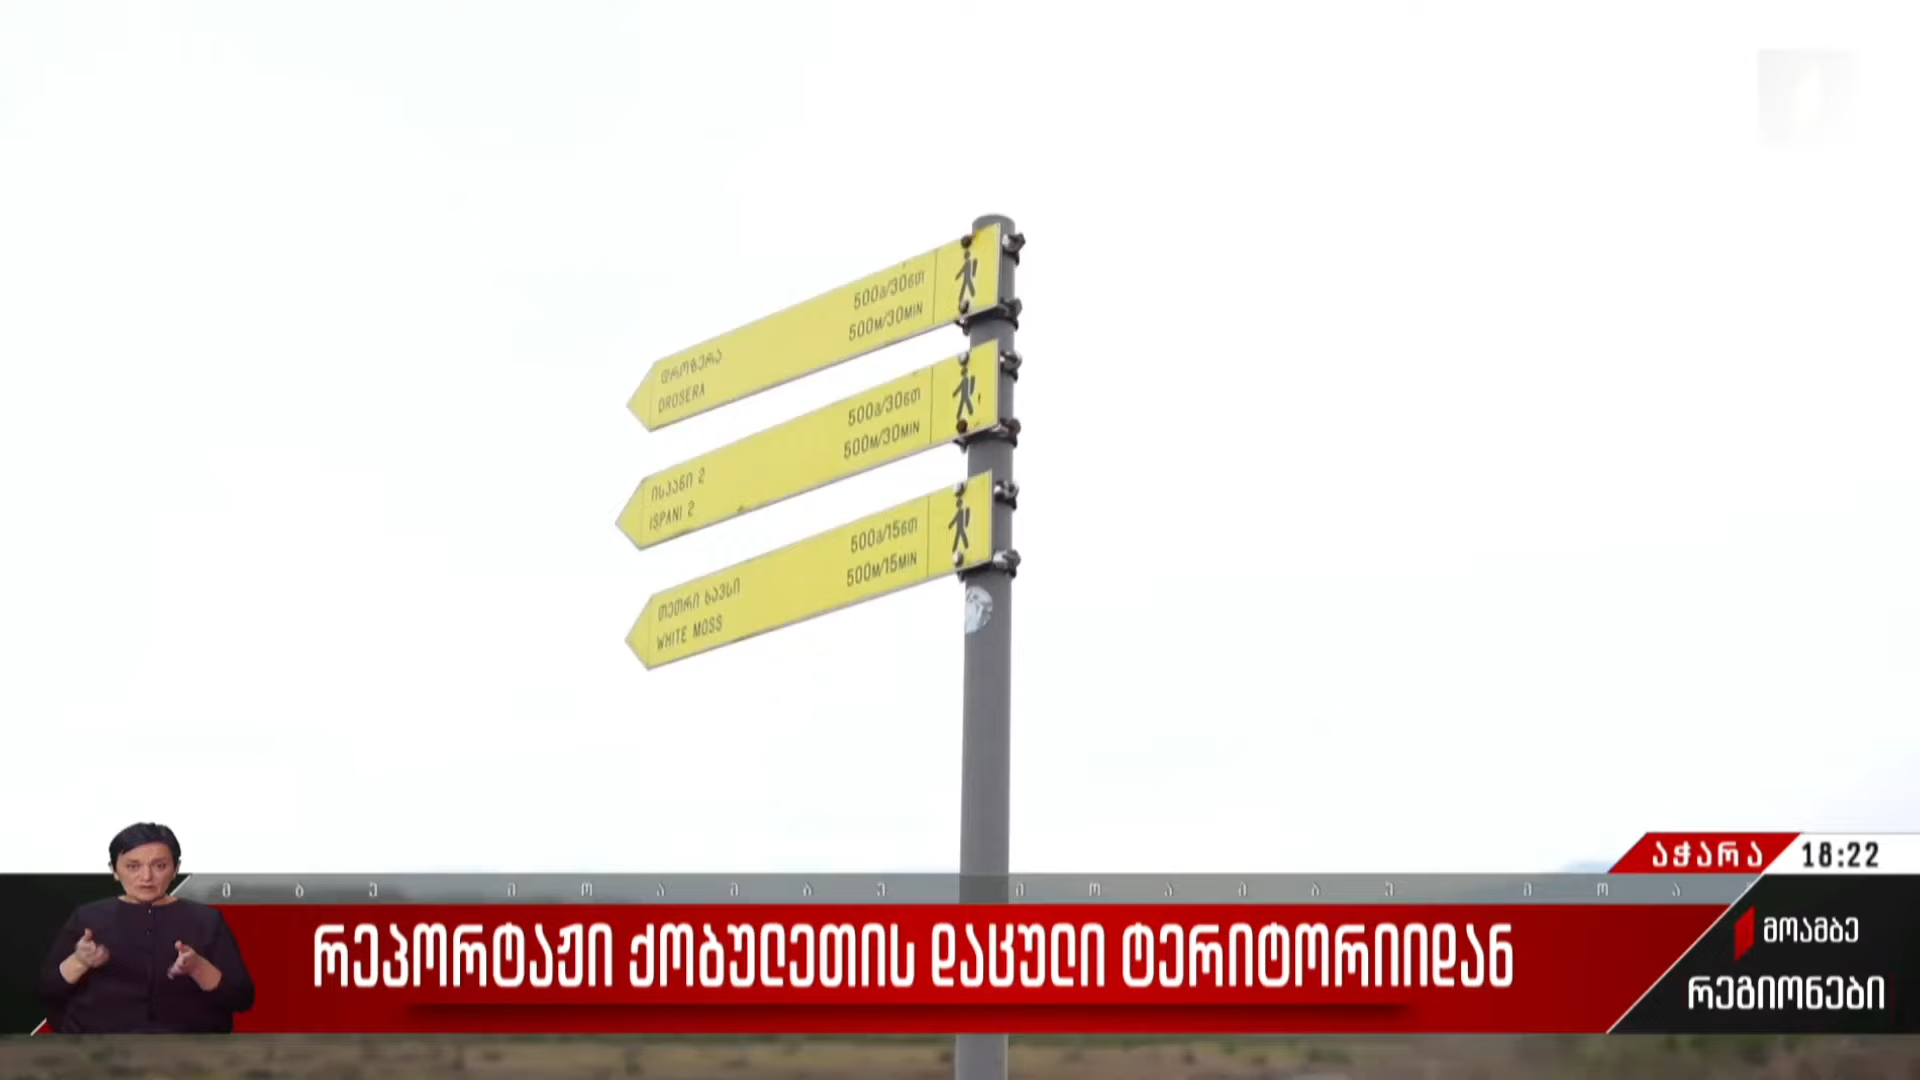 დროზერა
500მ/30წთ
DROSERA
500M/30MIN
ისპანი 2
500მ/30წთ
ISPANI 2
500M/30MIN
თეთრი ხავსი
500მ/15წთ
WHITE MOSS
500M/15MIN
აჭარა
18:22
მ ბ ე მ ო ა მ ბ ე მ ო ა მ ბ ე მ ო ა
რეპორტაჟი ქობულეთის დაცული ტერიტორიიდან
მოამბე
რეგიონები